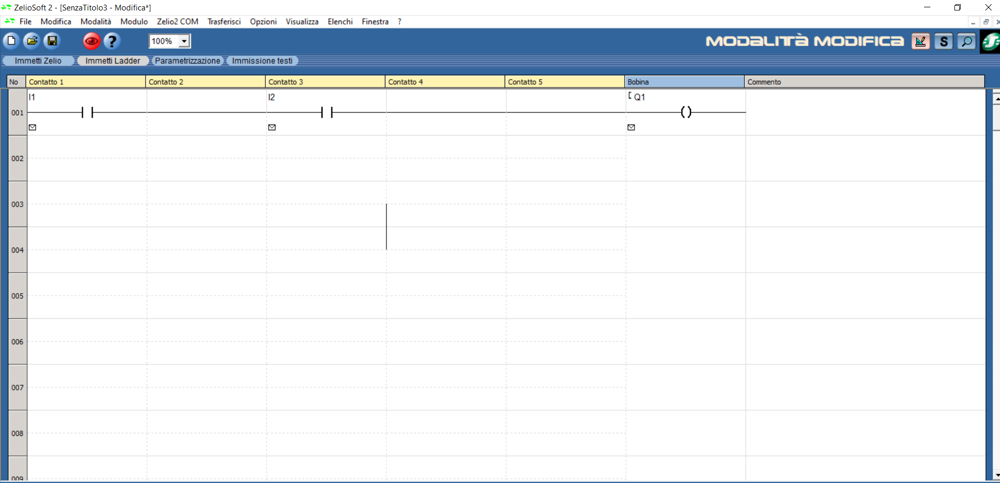 ZelioSoft 2 - [SenzaTitolo3 - Modifica*]
File Modifica Modalità Modulo Zelio2 COM Trasferisci Opzioni Visualizza Elenchi Finestra ?
100% MODALITÀ MODIFICA S
Immetti Zelio Immetti Ladder Parametrizzazione Immissione testi
No Contatto 1 Contatto 2 Contatto 3 Contatto 4 Contatto 5 Bobina Commento
I1 I2 [ Q1
001 ( )
002
003
004
005
006
007
008
009